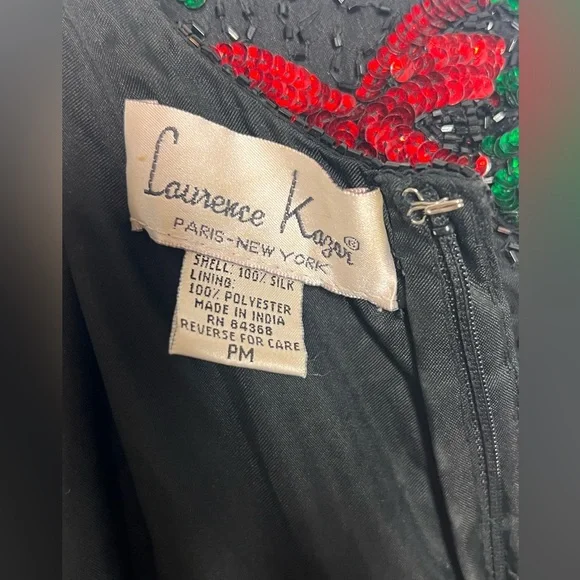 Laurence Kazar®
PARIS-NEW YORK
SHELL: 100% SILK
LINING:
100% POLYESTER
MADE IN INDIA
RN 84368
REVERSE FOR CARE
PM